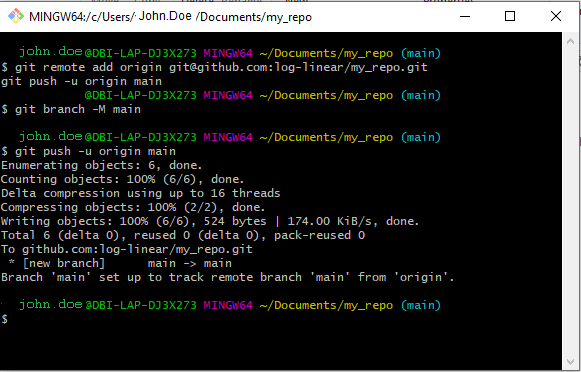 MINGW64:/c/Users/ John.Doe /Documents/my_repo
john.doe@DBI-LAP-DJ3X273 MINGW64 ~/Documents/my_repo (main)
$ git remote add origin git@github.com:log-linear/my_repo.git
git push -u origin main
@DBI-LAP-DJ3X273 MINGW64 ~/Documents/my_repo (main)
$ git branch -M main
john.doe@DBI-LAP-DJ3X273 MINGW64 ~/Documents/my_repo (main)
$ git push -u origin main
Enumerating objects: 6, done.
Counting objects: 100% (6/6), done.
Delta compression using up to 16 threads
Compressing objects: 100% (2/2), done.
Writing objects: 100% (6/6), 524 bytes | 174.00 KiB/s, done.
Total 6 (delta 0), reused 0 (delta 0), pack-reused 0
To github.com:log-linear/my_repo.git
 * [new branch]      main -> main
Branch 'main' set up to track remote branch 'main' from 'origin'.
john.doe@DBI-LAP-DJ3X273 MINGW64 ~/Documents/my_repo (main)
$